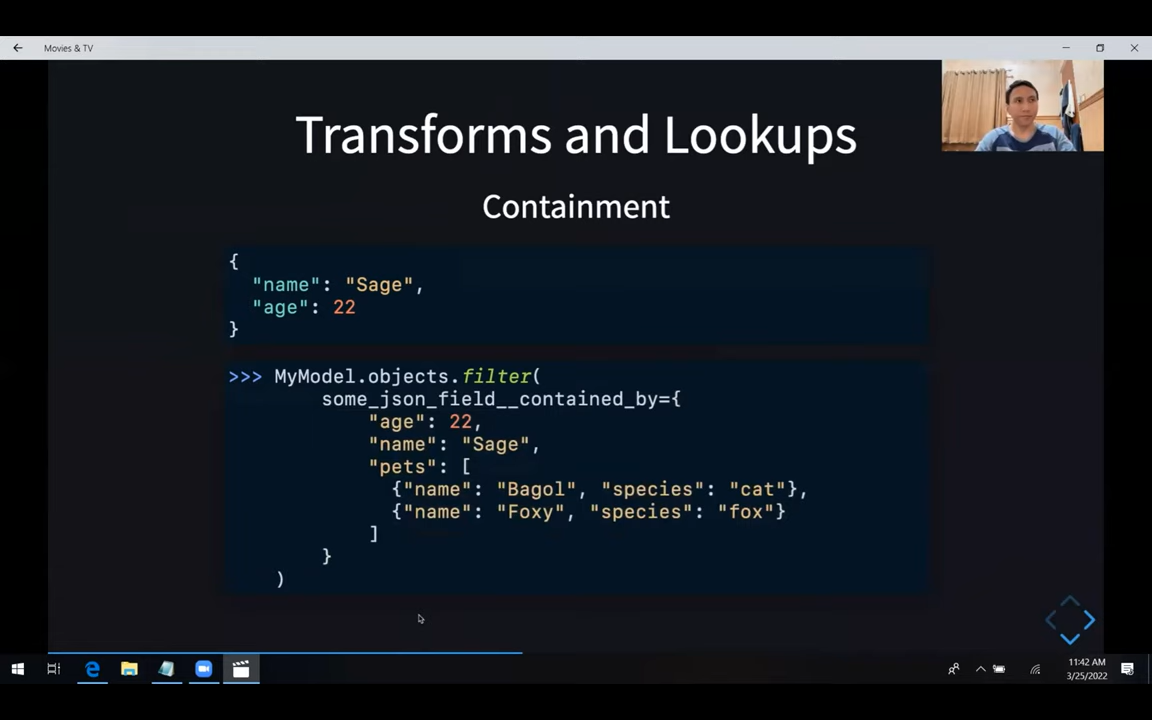 Movies & TV
Transforms and Lookups
Containment
{
"name": "Sage",
"age": 22
}
>>> MyModel.objects.filter(
some_json_field__contained_by={
"age": 22,
"name": "Sage",
"pets": [
{"name": "Bagol", "species": "cat"},
{"name": "Foxy", "species": "fox"}
]
}
)
11:42 AM
3/25/2022